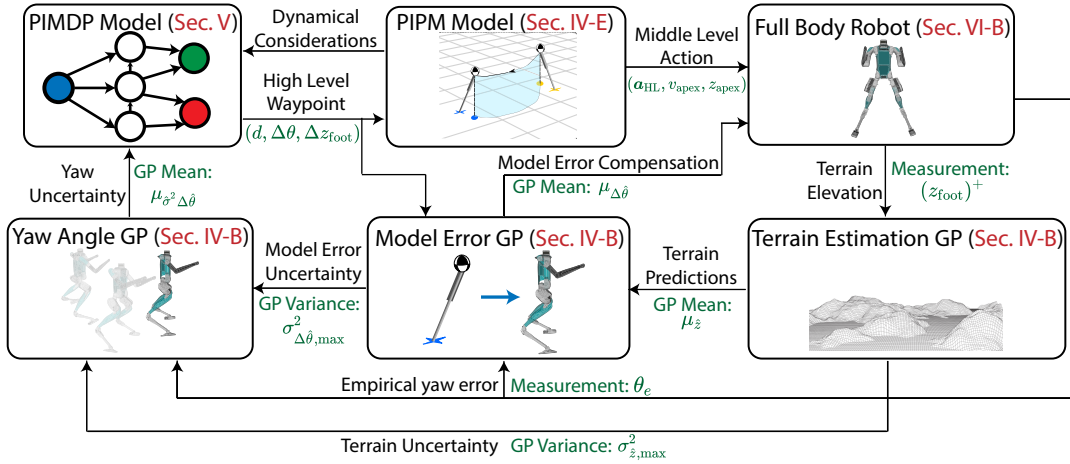 PIMDP Model (Sec. V)
Dynamical
Considerations
High Level
Waypoint
(d, Δθ, Δz_foot)
PIPM Model (Sec. IV-E)
Middle Level
Action
(a_HL, v_apex, z_apex)
Full Body Robot (Sec. VI-B)
Yaw
Uncertainty
GP Mean:
μ_σ̂²Δθ̂
Model Error Compensation
GP Mean: μ_Δθ̂
Terrain
Elevation
Measurement:
(z_foot)⁺
Yaw Angle GP (Sec. IV-B)
Model Error
Uncertainty
GP Variance:
σ²_Δθ̂,max
Model Error GP (Sec. IV-B)
Terrain
Predictions
GP Mean:
μ_ẑ
Terrain Estimation GP (Sec. IV-B)
Empirical yaw error Measurement: θ_e
Terrain Uncertainty GP Variance: σ²_ẑ,max